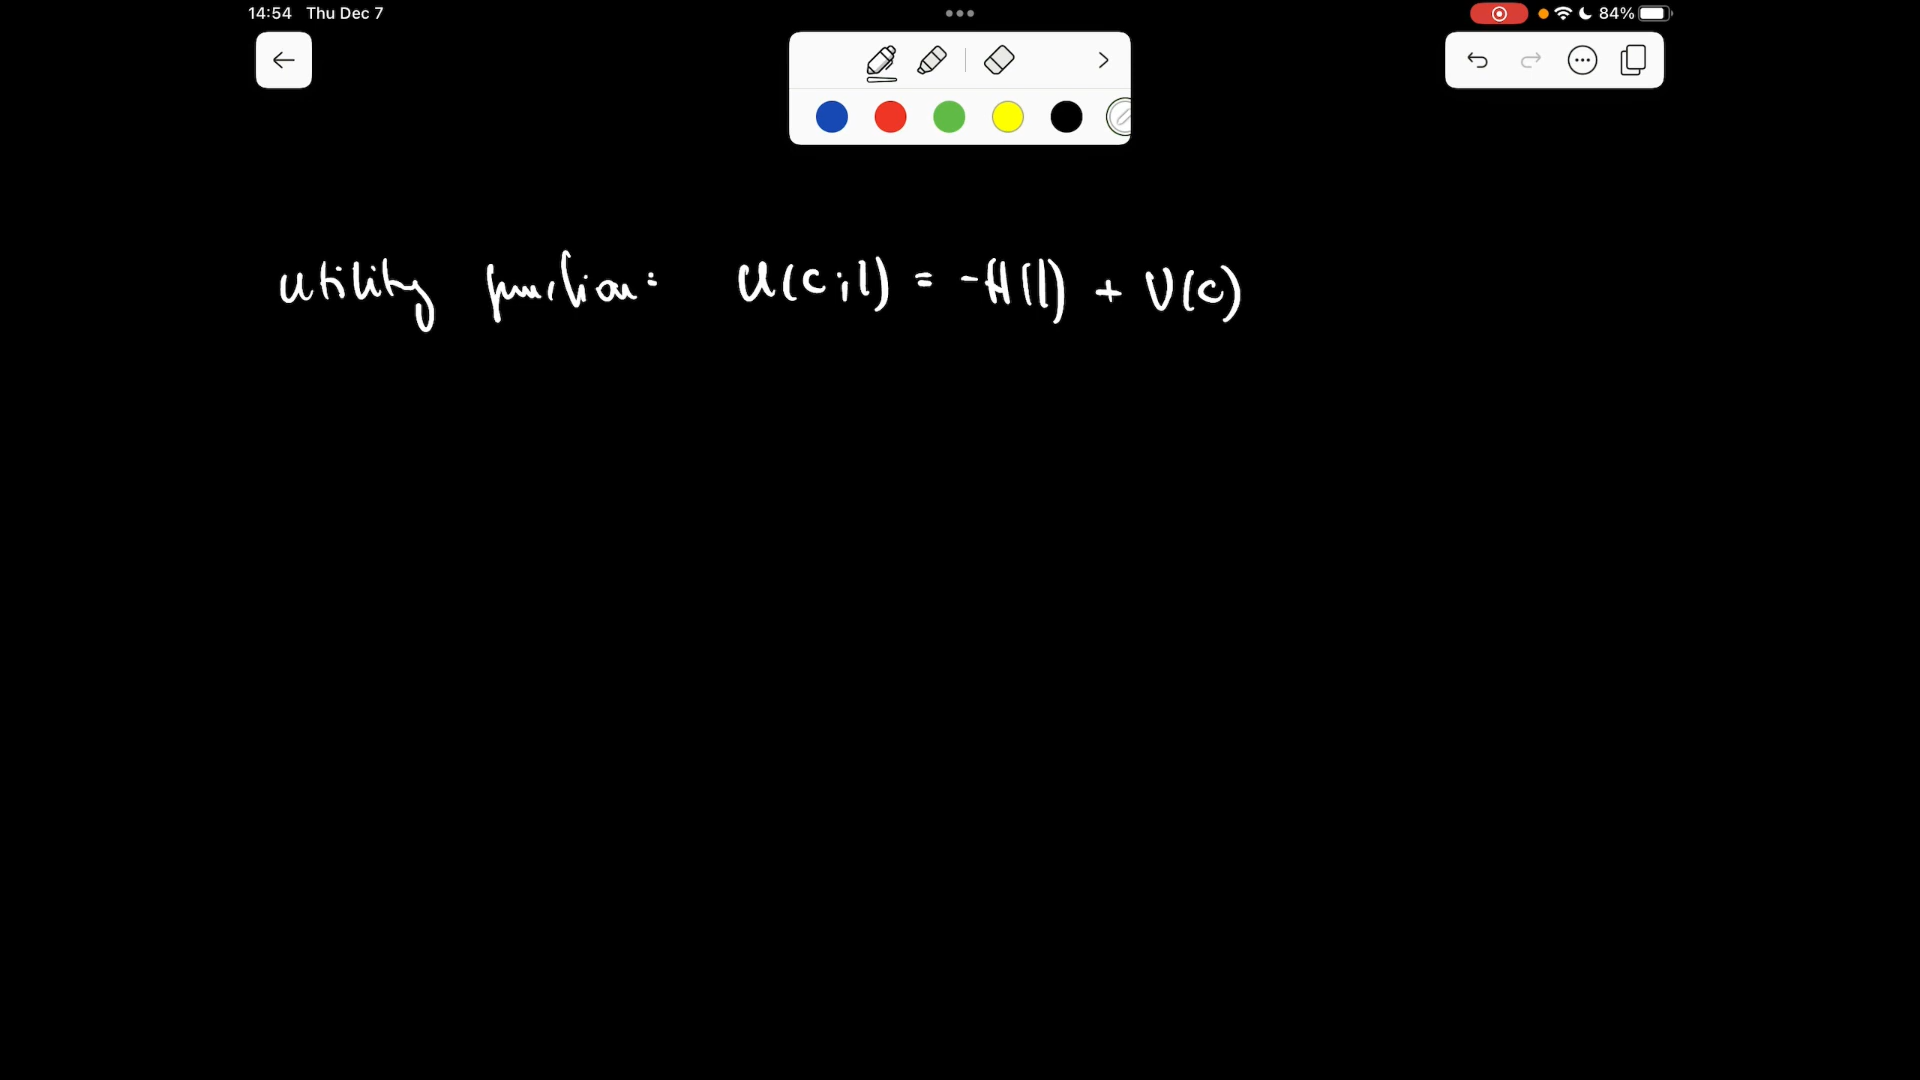 14:54 Thu Dec 7 84%
utility function: U(c;l) = -H(l) + V(c)